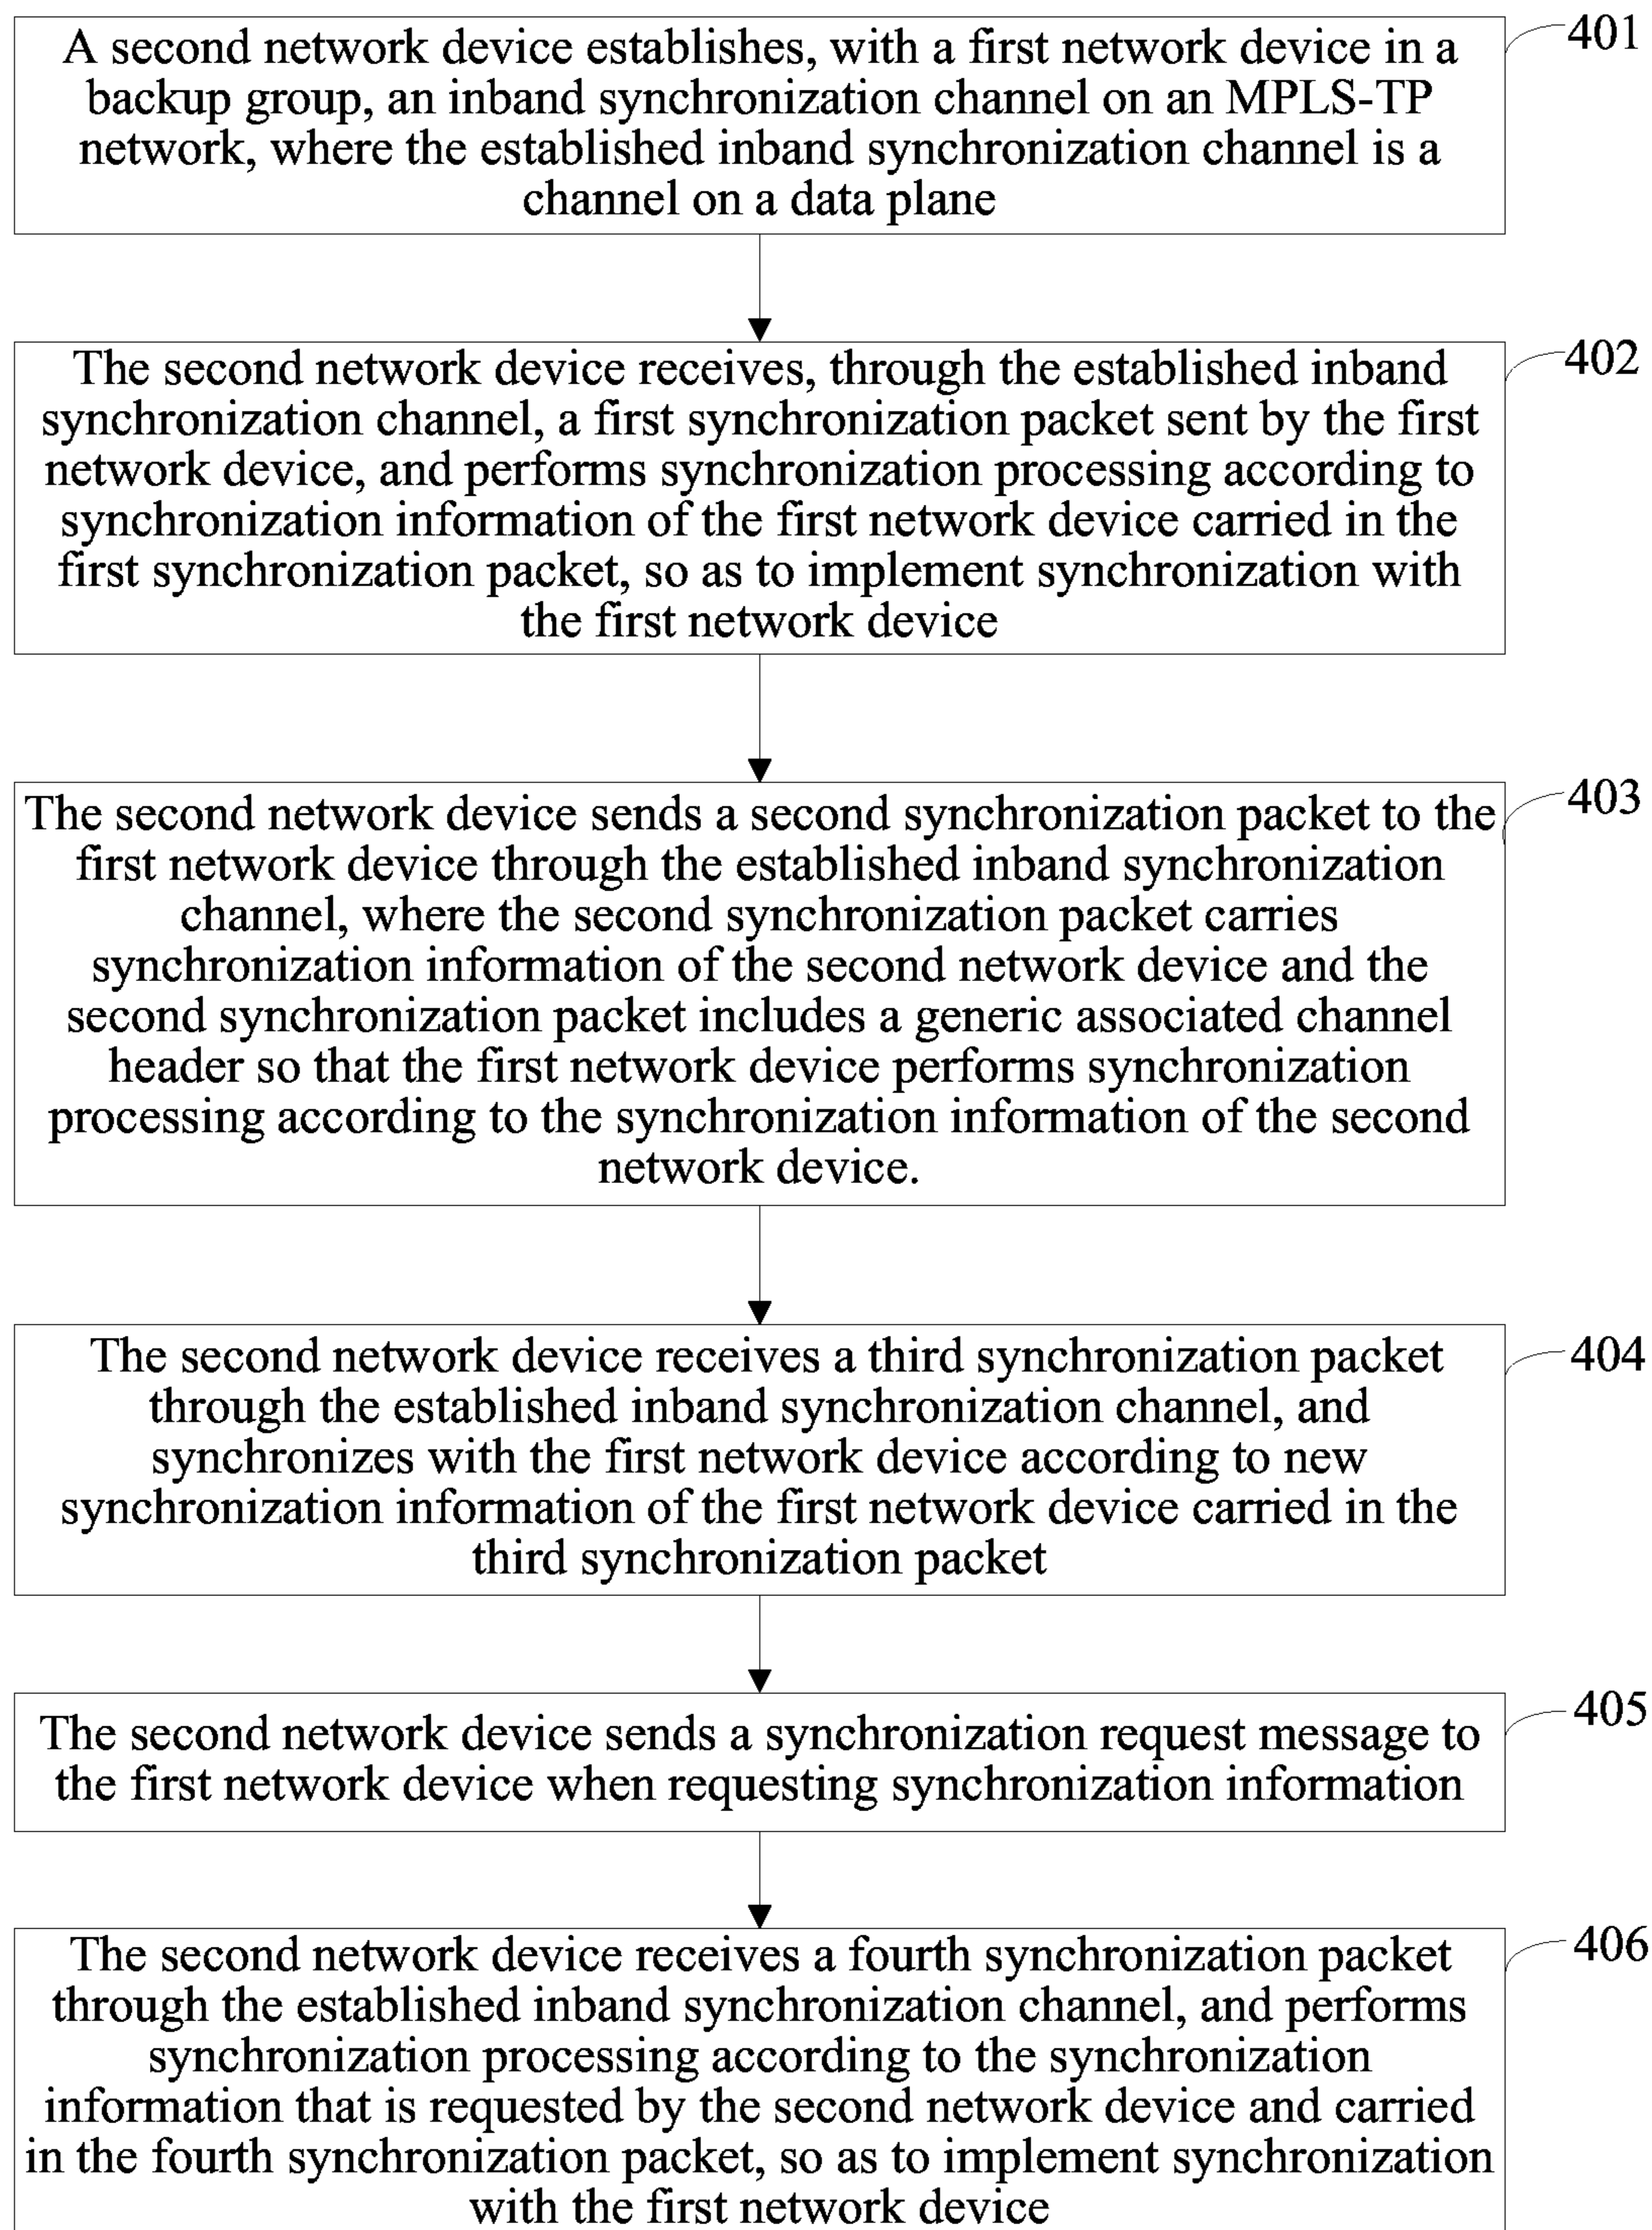 A second network device establishes, with a first network device in a
backup group, an inband synchronization channel on an MPLS-TP
network, where the established inband synchronization channel is a
channel on a data plane
401
The second network device receives, through the established inband
synchronization channel, a first synchronization packet sent by the first
network device, and performs synchronization processing according to
synchronization information of the first network device carried in the
first synchronization packet, so as to implement synchronization with
the first network device
402
The second network device sends a second synchronization packet to the
first network device through the established inband synchronization
channel, where the second synchronization packet carries
synchronization information of the second network device and the
second synchronization packet includes a generic associated channel
header so that the first network device performs synchronization
processing according to the synchronization information of the second
network device.
403
The second network device receives a third synchronization packet
through the established inband synchronization channel, and
synchronizes with the first network device according to new
synchronization information of the first network device carried in the
third synchronization packet
404
The second network device sends a synchronization request message to
the first network device when requesting synchronization information
405
The second network device receives a fourth synchronization packet
through the established inband synchronization channel, and performs
synchronization processing according to the synchronization
information that is requested by the second network device and carried
in the fourth synchronization packet, so as to implement synchronization
with the first network device
406